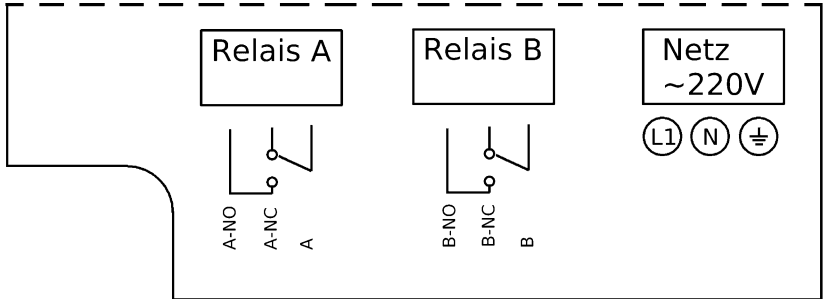 Relais A
Relais B
Netz
~220V
L1
N
A-NO
A-NC
A
B-NO
B-NC
B